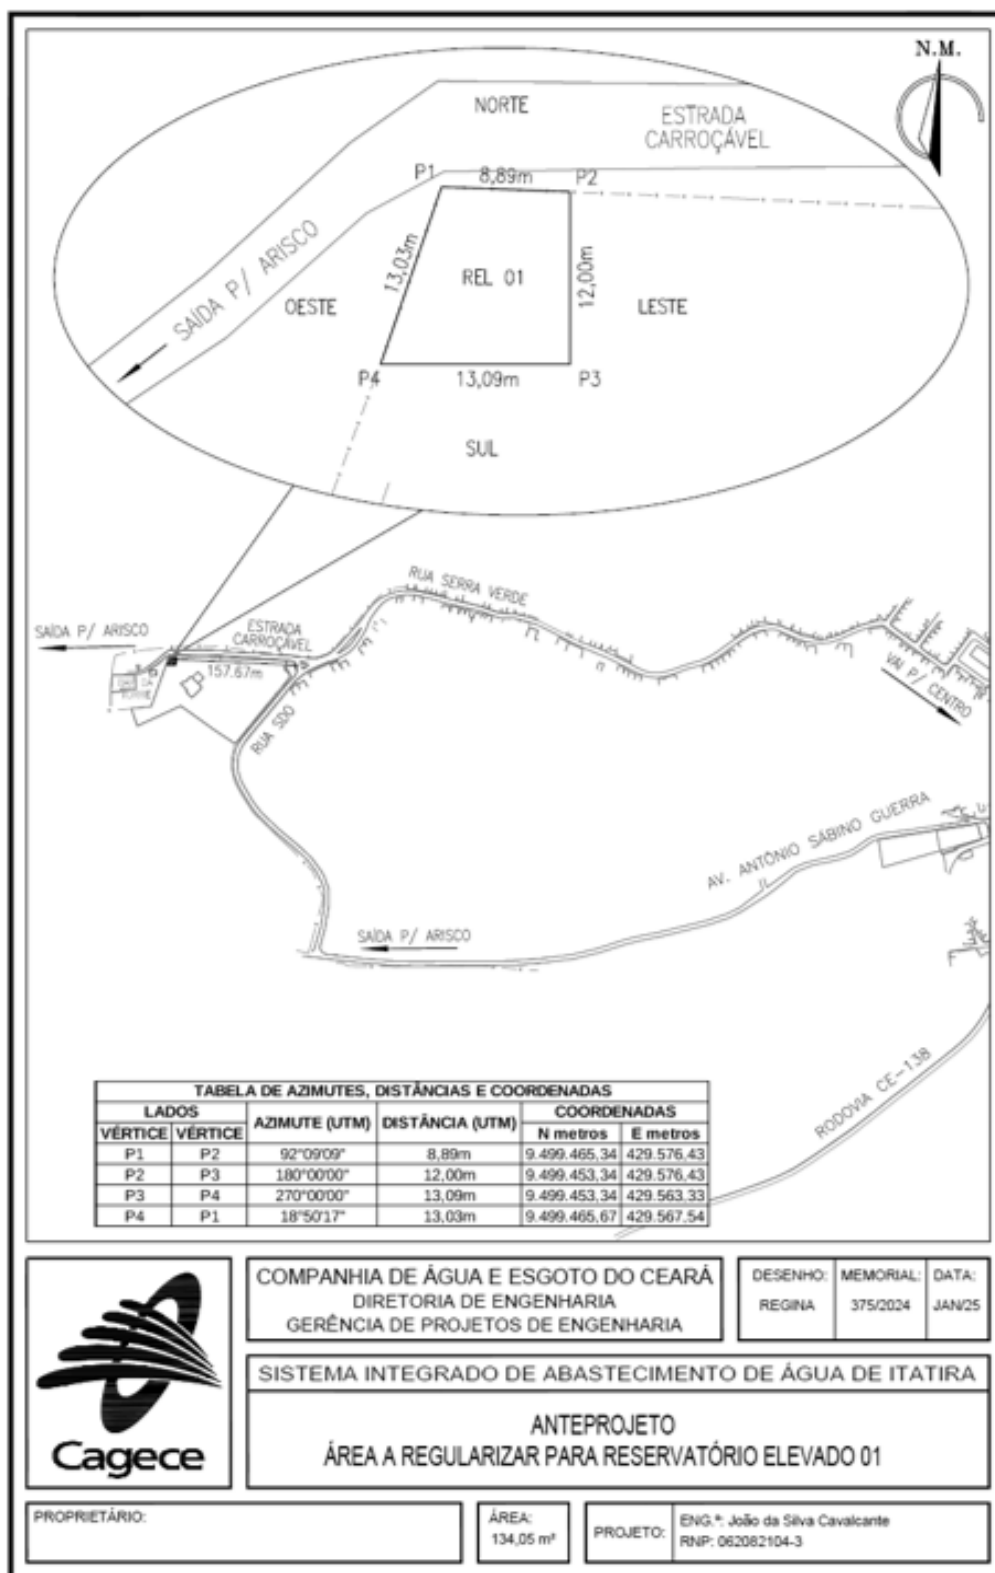 N.M.
NORTE
ESTRADA
CARROÇÁVEL
P1
8,89m
P2
SAÍDA P/ ARISCO
13,03m
REL 01
12,00m
OESTE
LESTE
P4
13,09m
P3
SUL
RUA SERRA VERDE
SAÍDA P/ ARISCO
ESTRADA
CARROÇÁVEL
157.67m
VAI P/ CENTRO
RUA SDO
AV. ANTÔNIO SABINO GUERRA
SAÍDA P/ ARISCO
RODOVIA CE-138
TABELA DE AZIMUTES, DISTÂNCIAS E COORDENADAS
LADOS AZIMUTE (UTM) DISTÂNCIA (UTM) COORDENADAS
VÉRTICE VÉRTICE N metros E metros
P1 P2 92°09'09" 8,89m 9.499.465,34 429.576,43
P2 P3 180°00'00" 12,00m 9.499.453,34 429.576,43
P3 P4 270°00'00" 13,09m 9.499.453,34 429.563,33
P4 P1 18°50'17" 13,03m 9.499.465,67 429.567,54
Cagece
COMPANHIA DE ÁGUA E ESGOTO DO CEARÁ
DIRETORIA DE ENGENHARIA
GERÊNCIA DE PROJETOS DE ENGENHARIA
DESENHO: MEMORIAL: DATA:
REGINA 375/2024 JAN/25
SISTEMA INTEGRADO DE ABASTECIMENTO DE ÁGUA DE ITATIRA
ANTEPROJETO
ÁREA A REGULARIZAR PARA RESERVATÓRIO ELEVADO 01
PROPRIETÁRIO:
ÁREA:
134,05 m²
PROJETO:
ENG.º: João da Silva Cavalcante
RNP: 062082104-3